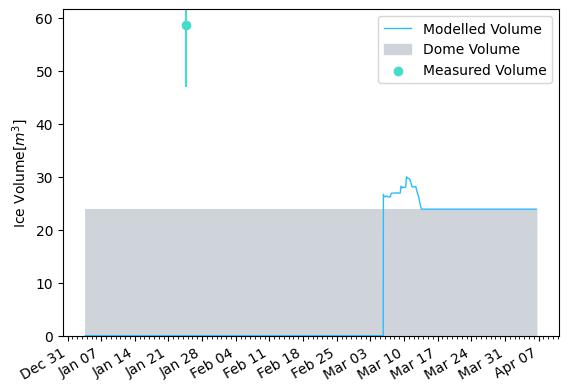 Modelled Volume
Dome Volume
Measured Volume
Ice Volume[m³]
60
50
40
30
20
10
0
Dec 31
Jan 07
Jan 14
Jan 21
Jan 28
Feb 04
Feb 11
Feb 18
Feb 25
Mar 03
Mar 10
Mar 17
Mar 24
Mar 31
Apr 07